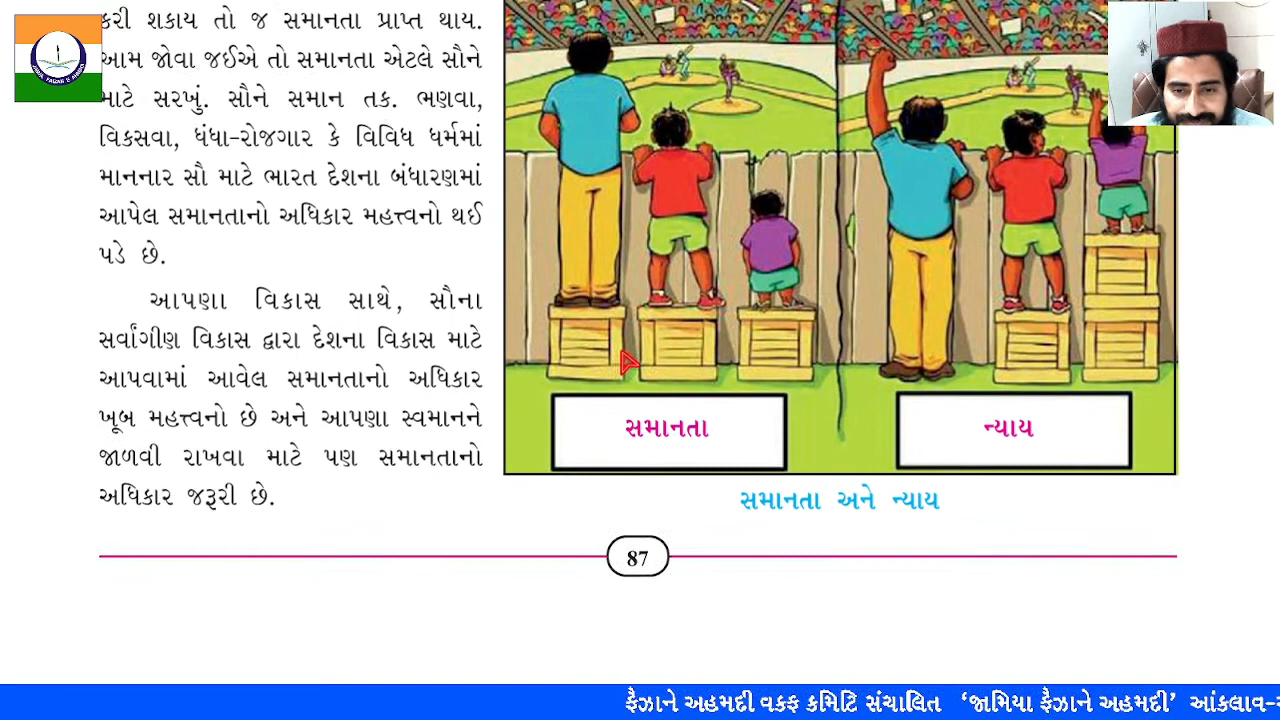 કરી શકાય તો જ સમાનતા પ્રાપ્ત થાય.
આમ જોવા જઈએ તો સમાનતા એટલે સૌને
માટે સરખું. સૌને સમાન તક. ભણવા,
વિકસવા, ધંધા-રોજગાર કે વિવિધ ધર્મમાં
માનનાર સૌ માટે ભારત દેશના બંધારણમાં
આપેલ સમાનતાનો અધિકાર મહત્ત્વનો થઈ
પડે છે.
આપણા વિકાસ સાથે, સૌના
સર્વાંગીણ વિકાસ દ્વારા દેશના વિકાસ માટે
આપવામાં આવેલ સમાનતાનો અધિકાર
ખૂબ મહત્ત્વનો છે અને આપણા સ્વમાનને
જાળવી રાખવા માટે પણ સમાનતાનો
અધિકાર જરૂરી છે.
સમાનતા
ન્યાય
સમાનતા અને ન્યાય
87
ફૈઝાને અહમદી વકફ કમિટિ સંચાલિત ‘જામિયા ફૈઝાને અહમદી’ આંકલાવ-